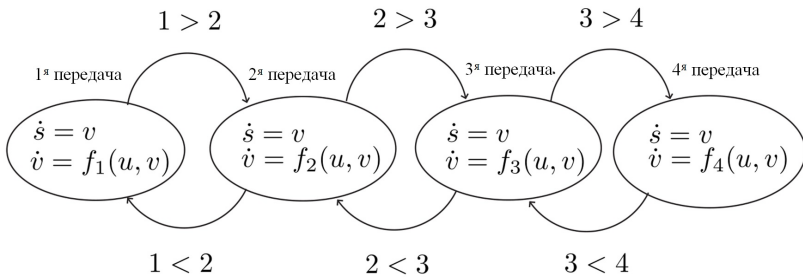 1 > 2 2 > 3 3 > 4
1я передача 2я передача 3я передача. 4я передача
ṡ = v ṡ = v ṡ = v ṡ = v
v̇ = f₁(u, v) v̇ = f₂(u, v) v̇ = f₃(u, v) v̇ = f₄(u, v)
1 < 2 2 < 3 3 < 4